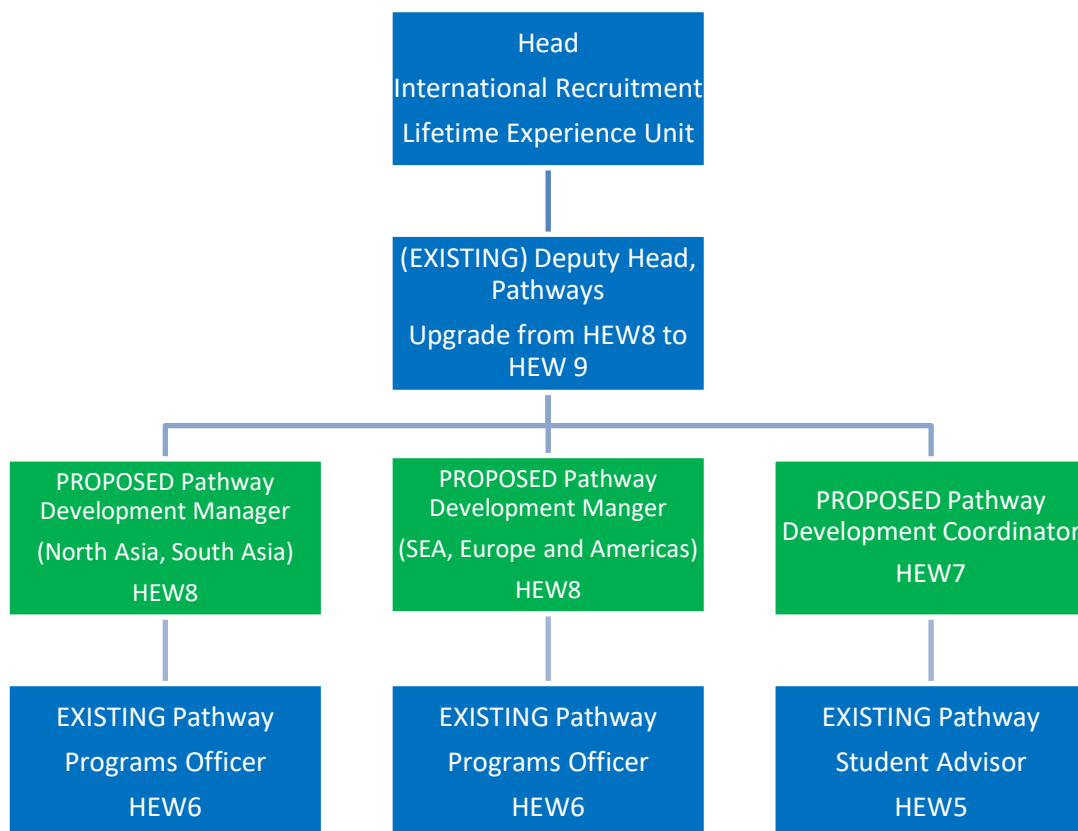 Head
International Recruitment
Lifetime Experience Unit
(EXISTING) Deputy Head,
Pathways
Upgrade from HEW8 to
HEW 9
PROPOSED Pathway
Development Manager
(North Asia, South Asia)
HEW8
PROPOSED Pathway
Development Manger
(SEA, Europe and Americas)
HEW8
PROPOSED Pathway
Development Coordinator
HEW7
EXISTING Pathway
Programs Officer
HEW6
EXISTING Pathway
Programs Officer
HEW6
EXISTING Pathway
Student Advisor
HEW5